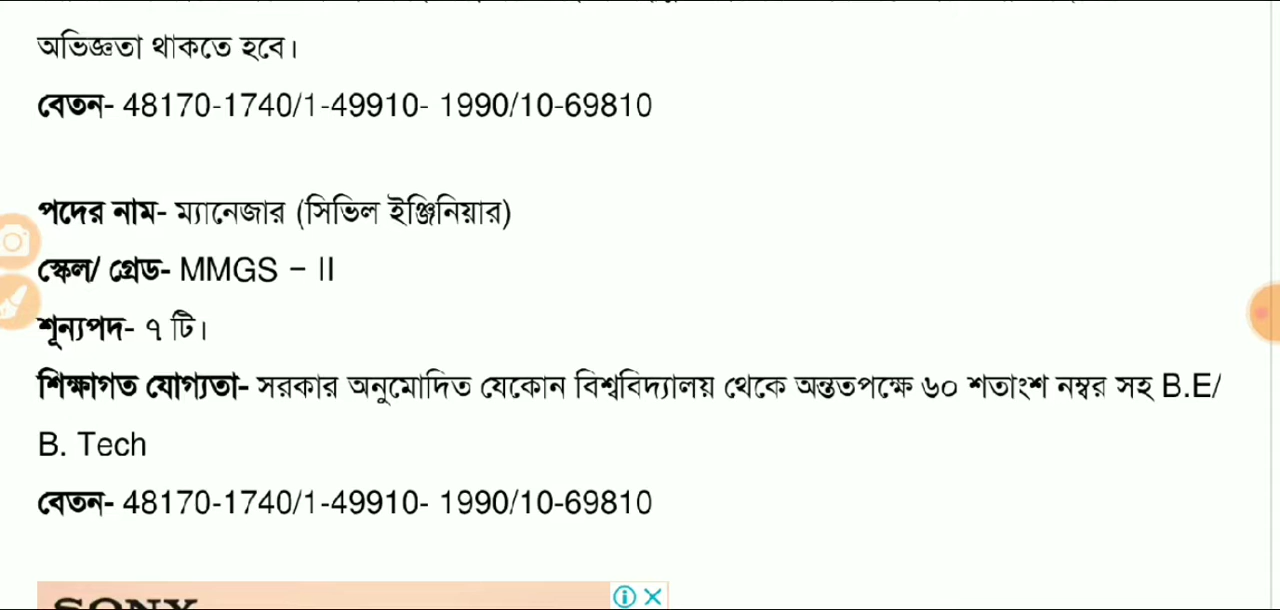 অভিজ্ঞতা থাকতে হবে।
বেতন- 48170-1740/1-49910- 1990/10-69810
পদের নাম- ম্যানেজার (সিভিল ইঞ্জিনিয়ার)
স্কেল/ গ্রেড- MMGS – II
শূন্যপদ- ৭ টি।
শিক্ষাগত যোগ্যতা- সরকার অনুমোদিত যেকোন বিশ্ববিদ্যালয় থেকে অন্ততপক্ষে ৬০ শতাংশ নম্বর সহ B.E/
B. Tech
বেতন- 48170-1740/1-49910- 1990/10-69810
SONY